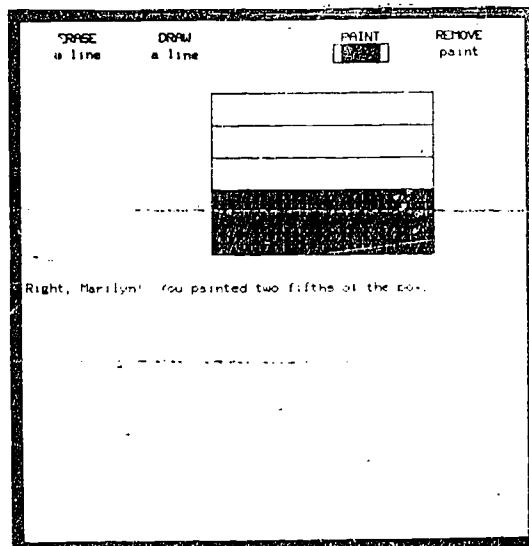 ERASE DRAW PAINT REMOVE
a line a line paint
Right, Marilyn! You painted two fifths of the box.